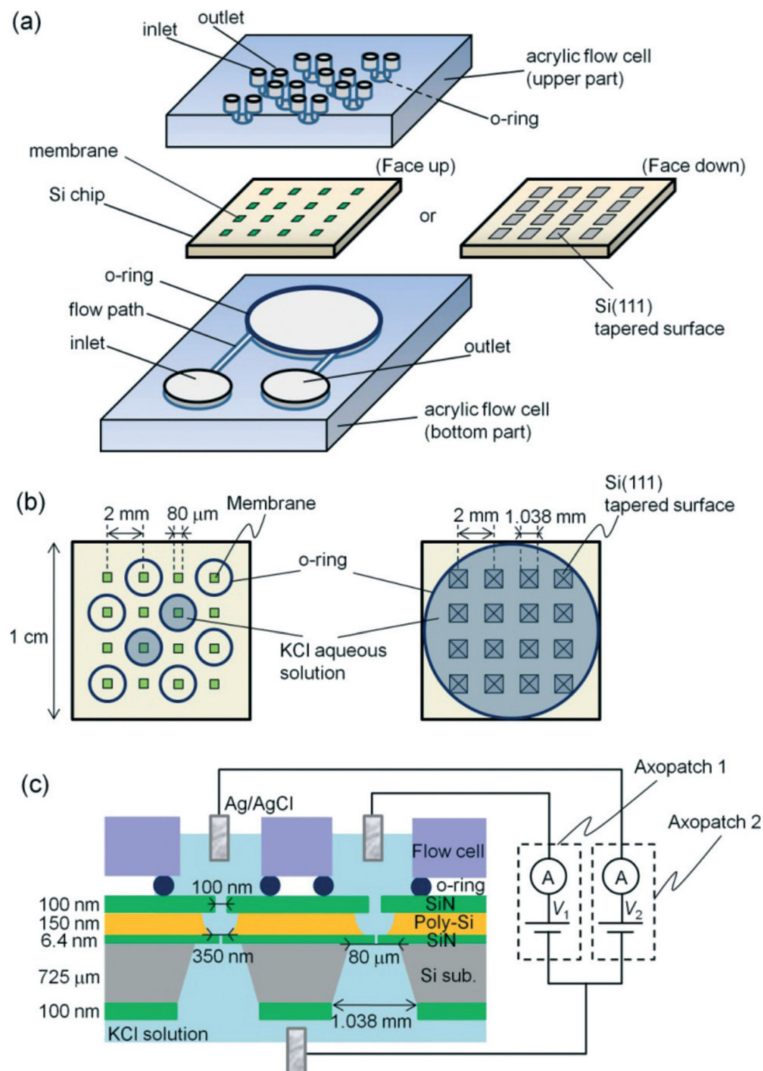 (a)
outlet
inlet
acrylic flow cell
(upper part)
o-ring
membrane
(Face up)
(Face down)
Si chip
or
o-ring
flow path
inlet
outlet
Si(111)
tapered surface
acrylic flow cell
(bottom part)
(b)
2 mm
80 μm
Membrane
o-ring
1 cm
KCl aqueous
solution
2 mm
1.038 mm
Si(111)
tapered surface
(c)
Ag/AgCl
Axopatch 1
Axopatch 2
Flow cell
o-ring
100 nm
100 nm
SiN
150 nm
Poly-Si
6.4 nm
SiN
350 nm
80 μm
725 μm
Si sub.
100 nm
1.038 mm
KCl solution
A
A
V1
V2